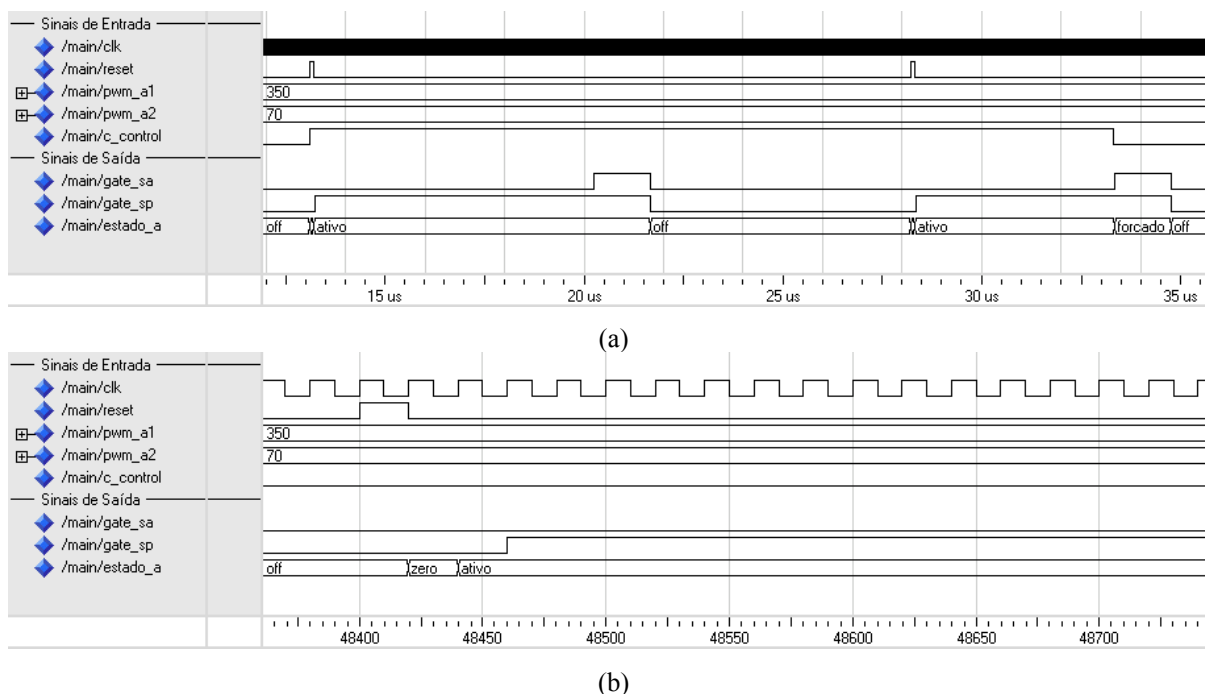 Sinais de Entrada
/main/clk
/main/reset
/main/pwm_a1 350
/main/pwm_a2 70
/main/c_control
Sinais de Saída
/main/gate_sa
/main/gate_sp
/main/estado_a off ativo off ativo forcado off
15 us 20 us 25 us 30 us 35 us
(a)
Sinais de Entrada
/main/clk
/main/reset
/main/pwm_a1 350
/main/pwm_a2 70
/main/c_control
Sinais de Saída
/main/gate_sa
/main/gate_sp
/main/estado_a off zero ativo
48400 48450 48500 48550 48600 48650 48700
(b)